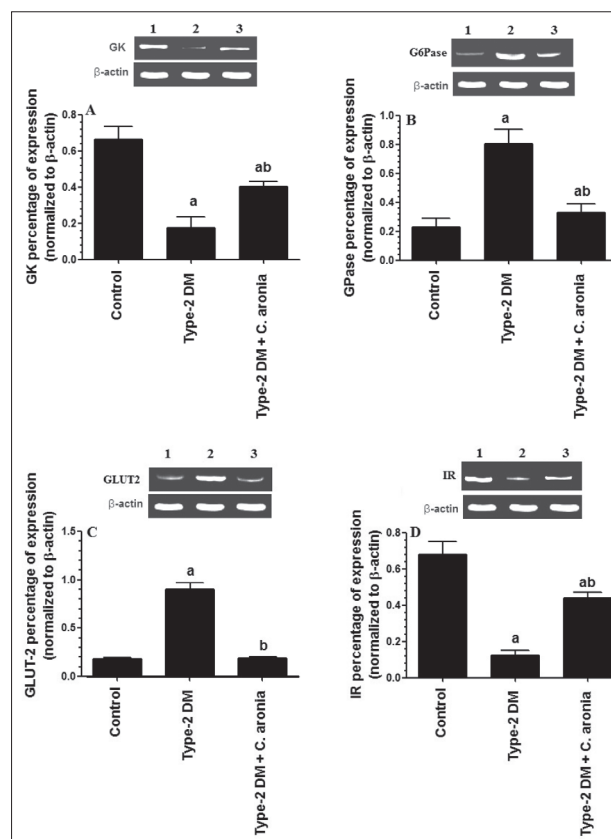 1 2 3
GK
β-actin
A
GK percentage of expression
(normalized to β-actin)
0.8
0.6
0.4
0.2
0.0
a
ab
Control
Type-2 DM
Type-2 DM + C. aronia
1 2 3
G6Pase
β-actin
B
GPase percentage of expression
(normalized to β-actin)
1.0
0.8
0.6
0.4
0.2
0.0
a
ab
Control
Type-2 DM
Type-2 DM + C. aronia
1 2 3
GLUT2
β-actin
C
GLUT-2 percentage of expression
(normalized to β-actin)
1.5
1.0
0.5
0.0
a
b
Control
Type-2 DM
Type-2 DM + C. aronia
1 2 3
IR
β-actin
D
IR percentage of expression
(normalized to β-actin)
0.8
0.6
0.4
0.2
0.0
a
ab
Control
Type-2 DM
Type-2 DM + C. aronia